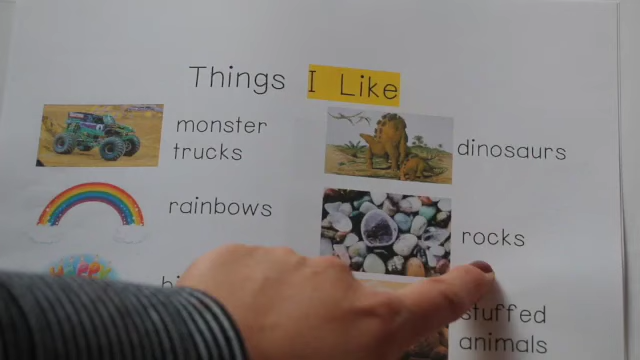 Things I Like
monster
trucks
dinosaurs
rainbows
rocks
stuffed
animals